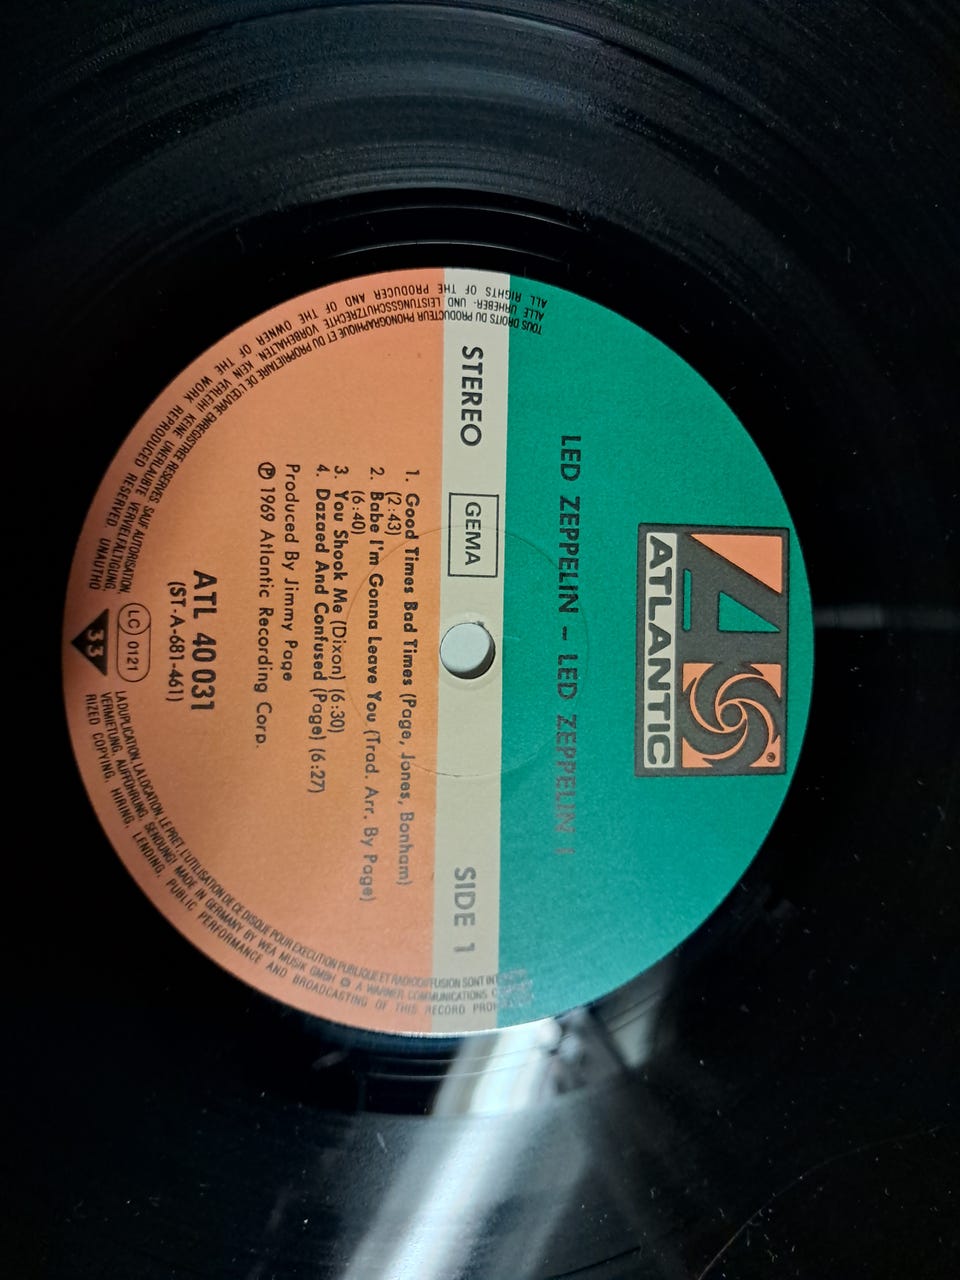 ATLANTIC
®
LED ZEPPELIN – LED ZEPPELIN I
STEREO
GEMA
SIDE 1
1. Good Times Bad Times (Page, Jones, Bonham)
(2:43)
2. Babe I'm Gonna Leave You (Trad. Arr. By Page)
(6:40)
3. You Shook Me (Dixon) (6:30)
4. Dazaed And Confused (Page) (6:27)
Produced By Jimmy Page
℗ 1969 Atlantic Recording Corp.
ATL 40 031
(ST-A-681-461)
LC 0121
33
ALL RIGHTS OF THE PRODUCER AND OF THE OWNER OF THE WORK REPRODUCED RESERVED UNAUTHO
RIZED COPYING, HIRING, LENDING, PUBLIC PERFORMANCE AND BROADCASTING OF THIS RECORD
ALLE URHEBER- UND LEISTUNGSSCHUTZRECHTE VORBEHALTEN. KEIN VERLEIH! KEINE UNERLAUBTE VERVIELFÄLTIGUNG,
VERMIETUNG, AUFFÜHRUNG, SENDUNG! MADE IN GERMANY BY WEA MUSIK GMBH A WARNER COMMUNICATIONS
TOUS DROITS DU PRODUCTEUR PHONOGRAPHIQUE ET DU PROPRIETAIRE DE L'ŒUVRE ENREGISTREE RESERVES SAUF AUTORISATION,
LA DUPLICATION, LA LOCATION, LE PRET, L'UTILISATION DE CE DISQUE POUR EXECUTION PUBLIQUE ET RADIODIFFUSION SONT